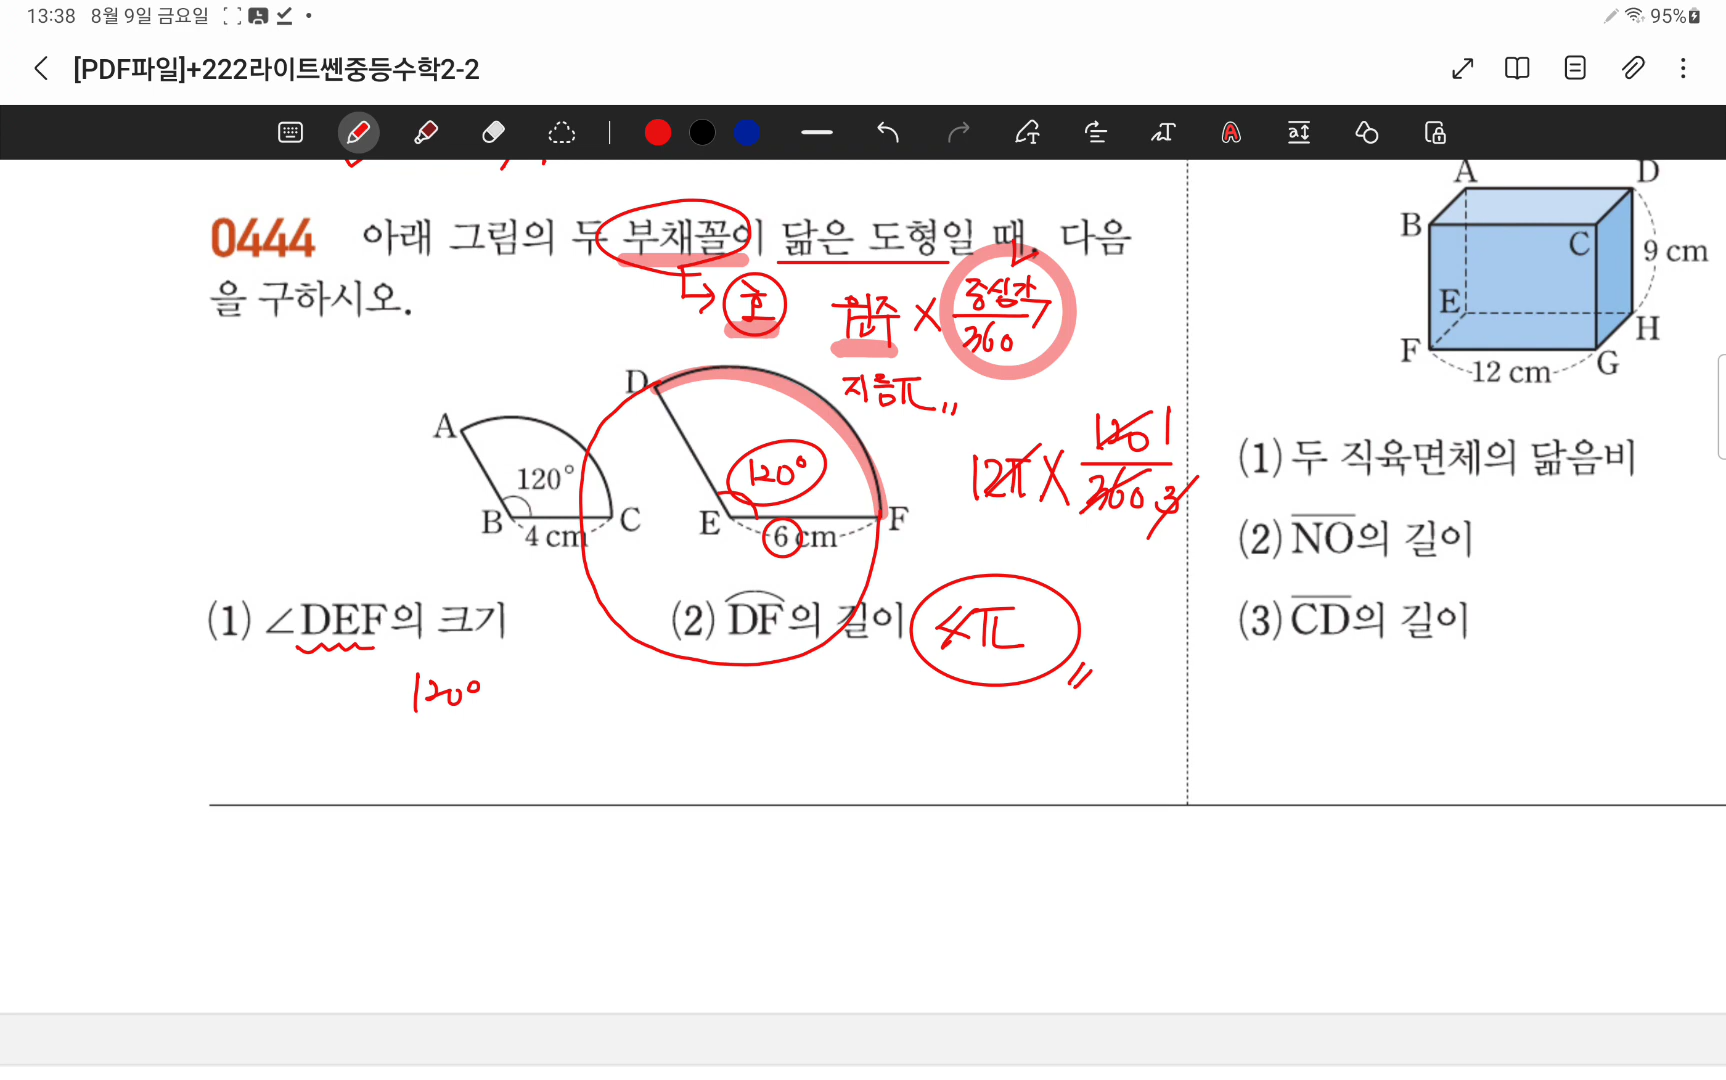 13:38 8월 9일 금요일
95%
[PDF파일]+222라이트쎈중등수학2-2
0444 아래 그림의 두 부채꼴이 닮은 도형일 때, 다음
을 구하시오.
호
원주 × 중심각/360
지름π
A
120°
B
4 cm
C
D
120°
E
6 cm
F
12π × 120/360
1
3
(1) ∠DEF의 크기
120°
(2) DF의 길이
4π
A
D
B
C
9 cm
E
H
F
12 cm
G
(1) 두 직육면체의 닮음비
(2) NO의 길이
(3) CD의 길이